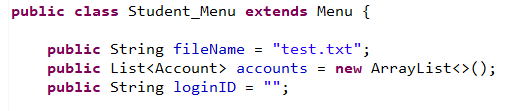 public class Student_Menu extends Menu {
public String fileName = "test.txt";
public List<Account> accounts = new ArrayList<>();
public String loginID = "";